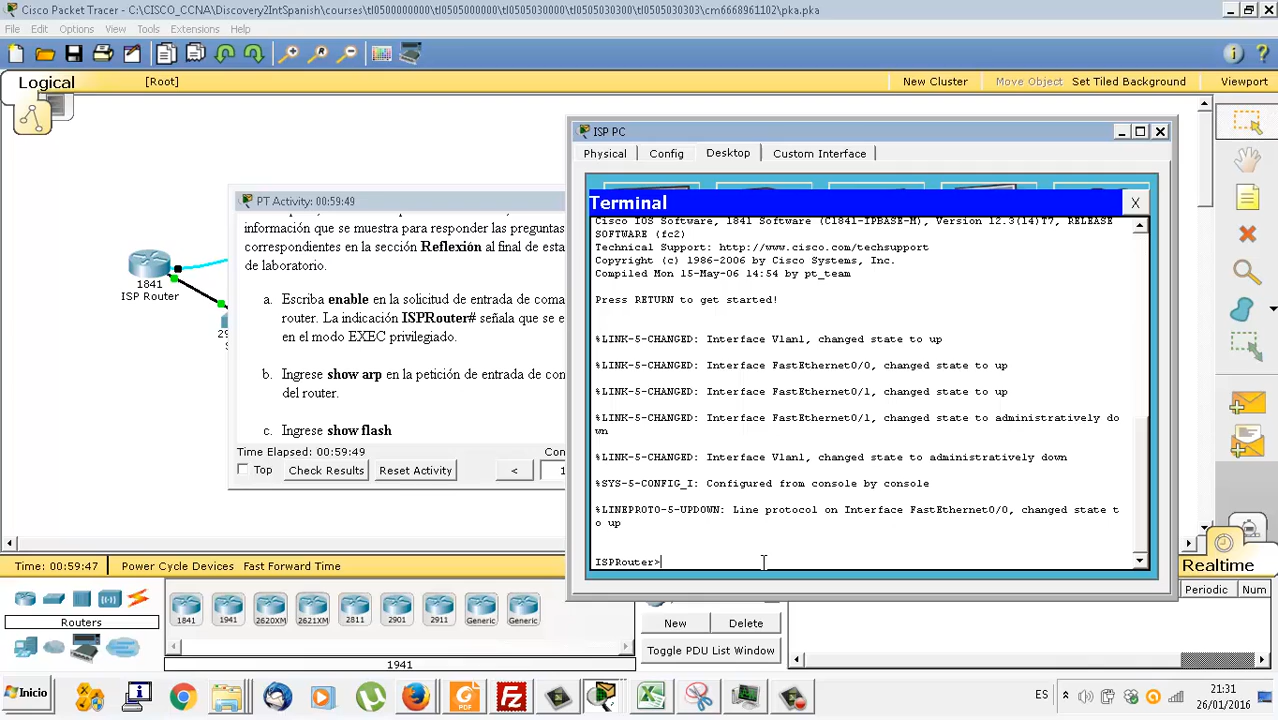 Cisco Packet Tracer - C:\CISCO_CCNA\Discovery2IntSpanish\courses\tl0500000000\tl0505000000\tl0505030000\tl0505030300\tl0505030303\cm6668961102\pka.pka
File Edit Options View Tools Extensions Help
Logical
[Root]
New Cluster
Move Object
Set Tiled Background
Viewport
1841
ISP Router
PT Activity: 00:59:49
información que se muestra para responder las preguntas
correspondientes en la sección Reflexión al final de esta
de laboratorio.
a. Escriba enable en la solicitud de entrada de coma
router. La indicación ISPRouter# señala que se e
en el modo EXEC privilegiado.
b. Ingrese show arp en la petición de entrada de con
del router.
c. Ingrese show flash
Time Elapsed: 00:59:49
Top
Check Results
Reset Activity
<
1
ISP PC
Physical
Config
Desktop
Custom Interface
Terminal
X
Cisco IOS Software, 1841 Software (C1841-IPBASE-M), Version 12.3(14)T7, RELEASE
SOFTWARE (fc2)
Technical Support: http://www.cisco.com/techsupport
Copyright (c) 1986-2006 by Cisco Systems, Inc.
Compiled Mon 15-May-06 14:54 by pt_team
Press RETURN to get started!
%LINK-5-CHANGED: Interface Vlan1, changed state to up
%LINK-5-CHANGED: Interface FastEthernet0/0, changed state to up
%LINK-5-CHANGED: Interface FastEthernet0/1, changed state to up
%LINK-5-CHANGED: Interface FastEthernet0/1, changed state to administratively do
wn
%LINK-5-CHANGED: Interface Vlan1, changed state to administratively down
%SYS-5-CONFIG_I: Configured from console by console
%LINEPROTO-5-UPDOWN: Line protocol on Interface FastEthernet0/0, changed state t
o up
ISPRouter>
Time: 00:59:47
Power Cycle Devices
Fast Forward Time
Realtime
Routers
1841
1941
2620XM
2621XM
2811
2901
2911
Generic
Generic
1941
New
Delete
Toggle PDU List Window
Periodic
Num
Inicio
ES
21:31
26/01/2016